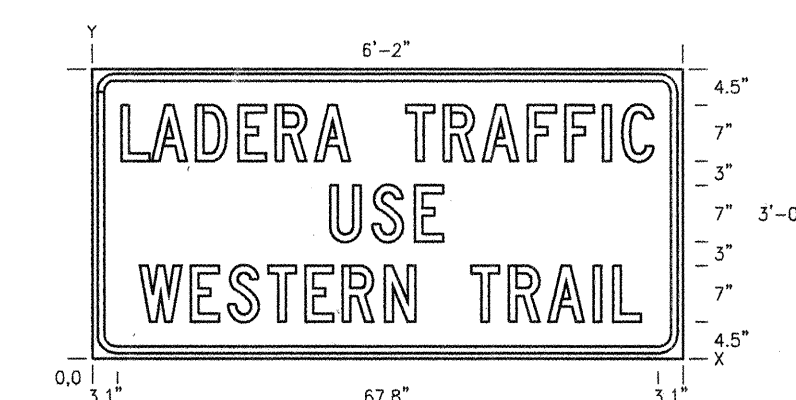 Y
6'-2"
4.5"
LADERA TRAFFIC
7"
3"
USE
7"
3'-0
3"
WESTERN TRAIL
7"
4.5"
X
0,0
3.1"
67.8"
3.1"